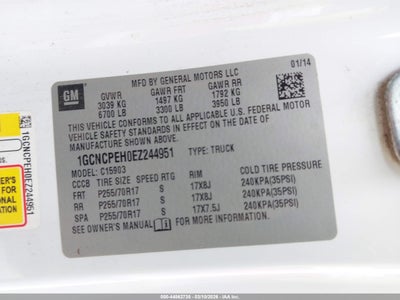 GM
MFD BY GENERAL MOTORS LLC
01/14
GVWR GAWR FRT GAWR RR
3039 KG 1497 KG 1792 KG
6700 LB 3300 LB 3950 LB
THIS VEHICLE CONFORMS TO ALL APPLICABLE U.S. FEDERAL MOTOR
VEHICLE SAFETY STANDARDS IN EFFECT ON THE DATE OF
MANUFACTURE SHOWN ABOVE.
1GCNCPEH0EZ244951 TYPE: TRUCK
MODEL: C15903
CCCB TIRE SIZE SPEED RTG RIM COLD TIRE PRESSURE
FRT P255/70R17 S 17X8J 240KPA(35PSI)
RR P255/70R17 S 17X8J 240KPA(35PSI)
SPA P255/70R17 S 17X7.5J 240KPA(35PSI)
SEE OWNER'S MANUAL FOR MORE INFORMATION.
1GCNCPEH0EZ244951